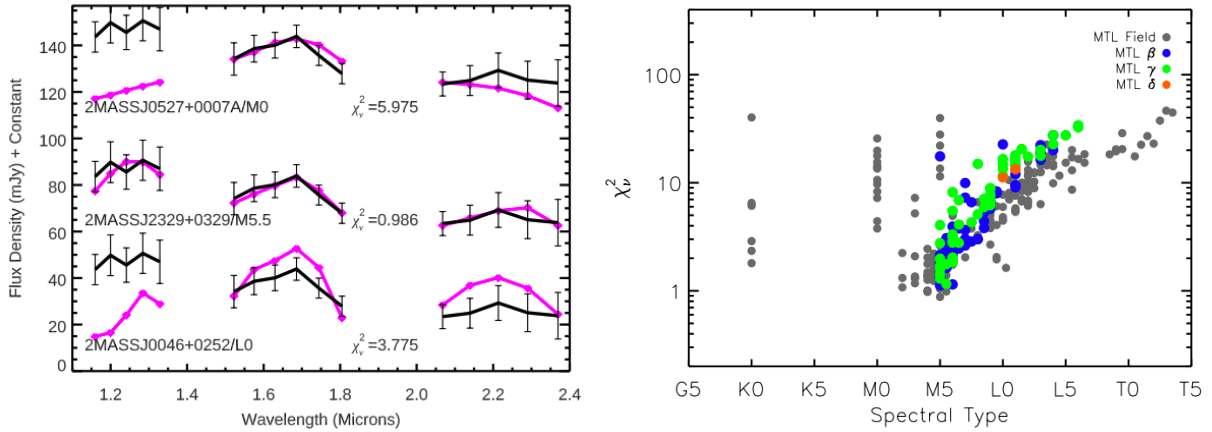 Flux Density (mJy) + Constant
140
120
100
80
60
40
20
0
2MASSJ0527+0007A/M0
χ²ᵥ=5.975
2MASSJ2329+0329/M5.5
χ²ᵥ=0.986
2MASSJ0046+0252/L0
χ²ᵥ=3.775
1.2 1.4 1.6 1.8 2.0 2.2 2.4
Wavelength (Microns)
χ²ᵥ
100
10
1
MTL Field
MTL β
MTL γ
MTL δ
G5 K0 K5 M0 M5 L0 L5 T0 T5
Spectral Type